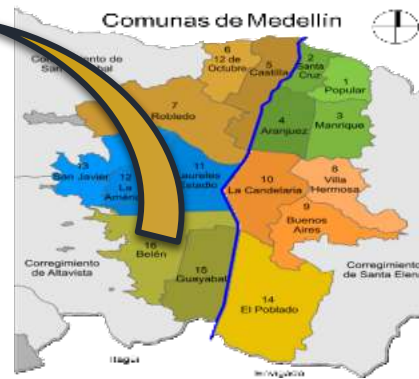 Comunas de Medellín
6
12 de
Octubre
5
Castilla
2
Santa
Cruz
1
Popular
Corregimiento de
7
Robledo
4
Aranjuez
3
Manrique
13
San Javier
12
La
11
Laureles
Estadio
10
La Candelaria
8
Villa
Hermosa
9
Buenos
Aires
16
Belén
15
Guayabal
14
El Poblado
Corregimiento
de Altavista
Corregimiento
de Santa Elena
Itagui
Envigado